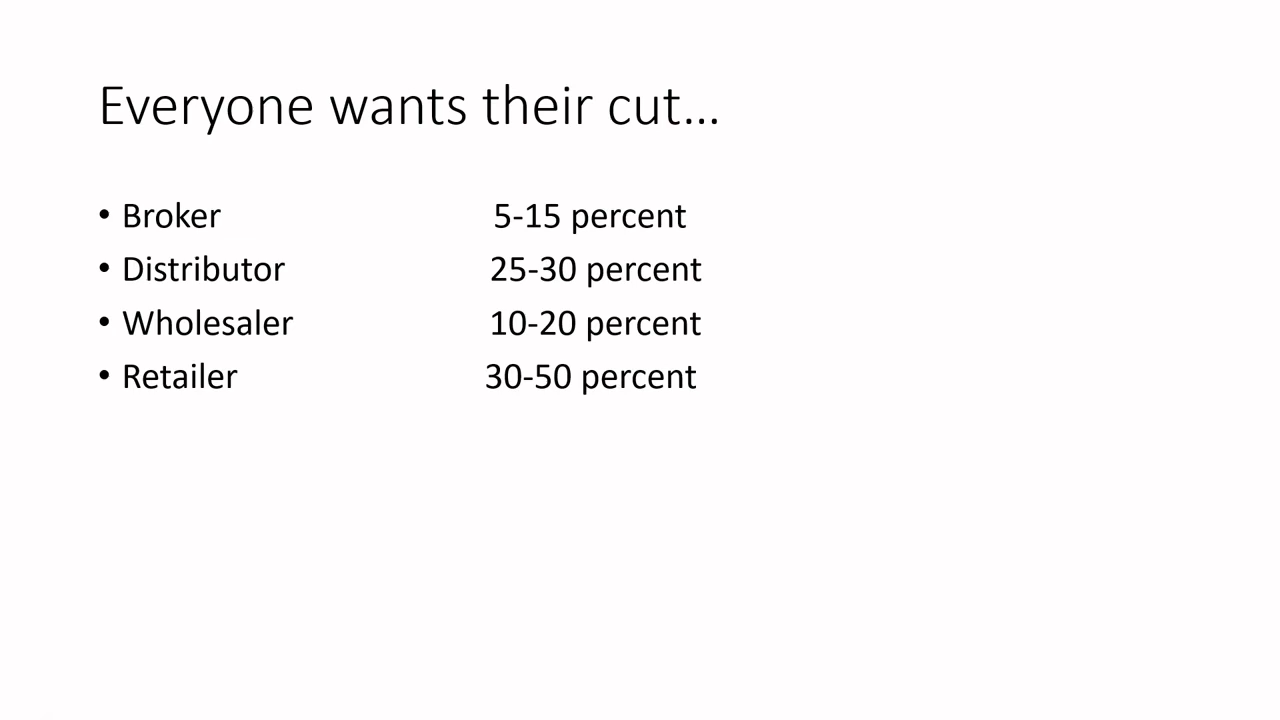 Everyone wants their cut...
• Broker 5-15 percent
• Distributor 25-30 percent
• Wholesaler 10-20 percent
• Retailer 30-50 percent